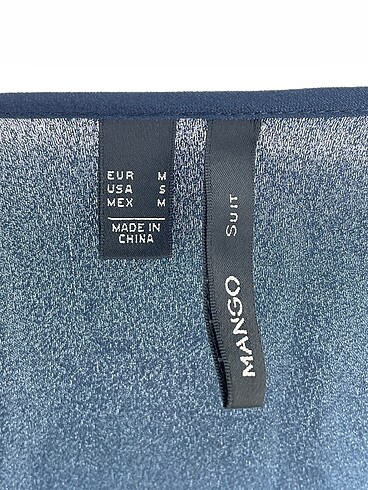 EUR M
USA S
MEX M
MADE IN
CHINA
MANGO Suit